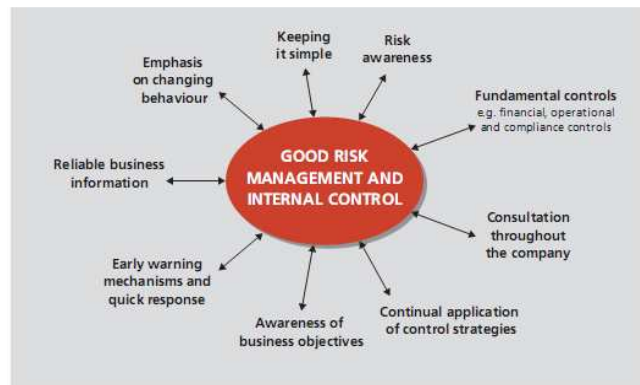 Keeping
it simple
Risk
awareness
Emphasis
on changing
behaviour
Fundamental controls
e.g. financial, operational
and compliance controls
Reliable business
information
GOOD RISK
MANAGEMENT AND
INTERNAL CONTROL
Consultation
throughout
the company
Early warning
mechanisms and
quick response
Awareness of
business objectives
Continual application
of control strategies